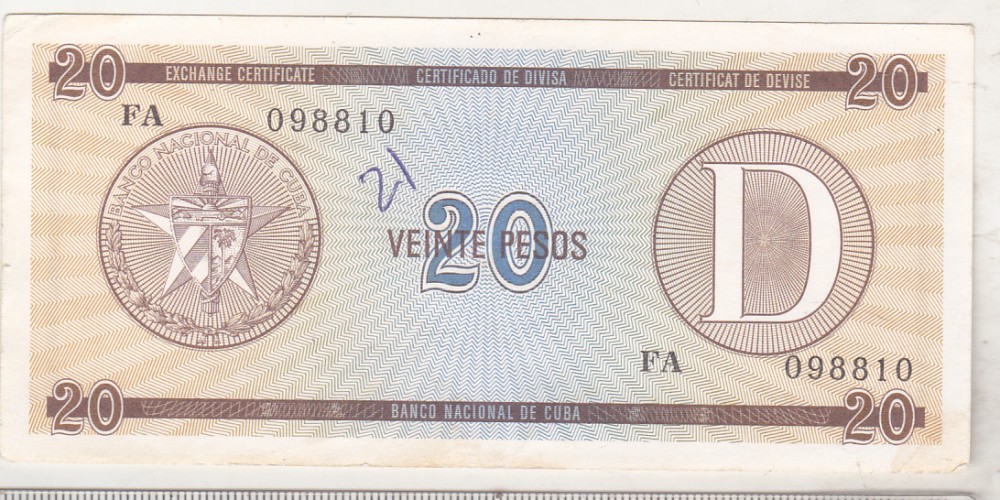 20 EXCHANGE CERTIFICATE CERTIFICADO DE DIVISA CERTIFICAT DE DEVISE 20
FA 098810
BANCO NACIONAL DE CUBA
21
20
VEINTE PESOS
D
FA 098810
20 BANCO NACIONAL DE CUBA 20